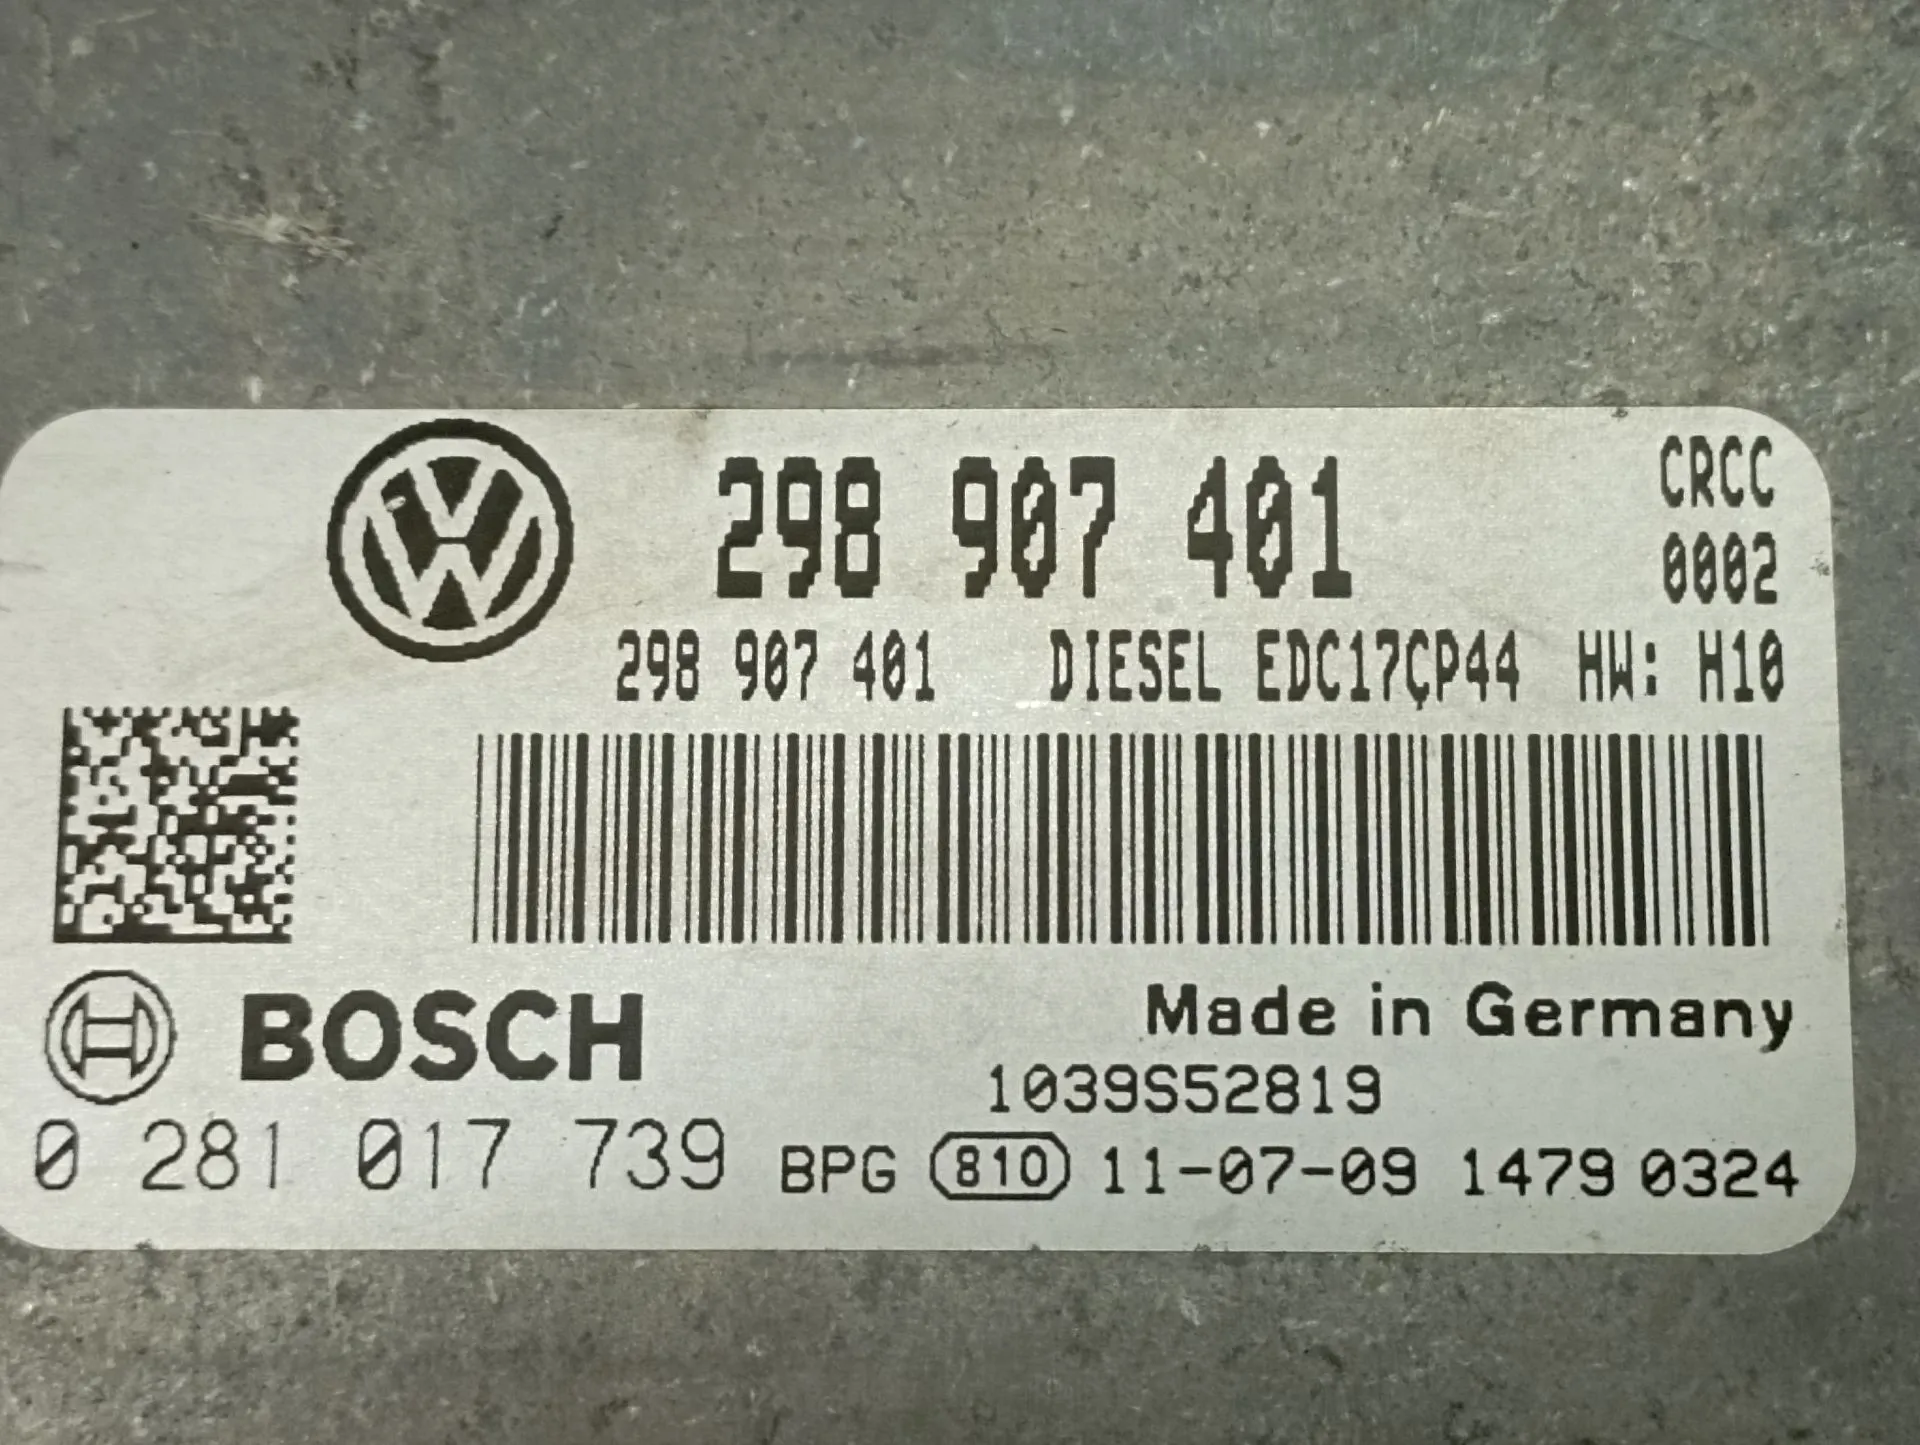 298 907 401
CRCC
0002
298 907 401 DIESEL EDC17CP44 HW: H10
BOSCH
Made in Germany
1039S52819
0 281 017 739 BPG 810 11-07-09 1479 0324